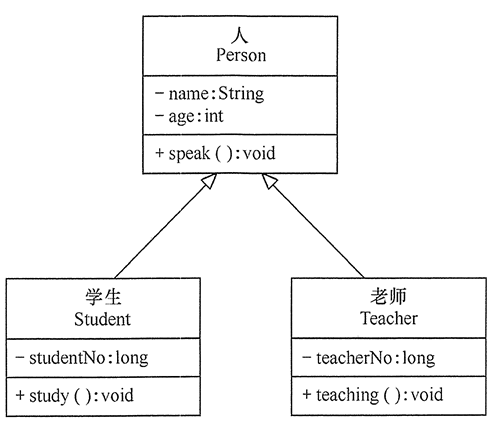 人
Person
- name:String
- age:int
+ speak ( ):void
学生
Student
- studentNo:long
+ study ( ):void
老师
Teacher
- teacherNo:long
+ teaching ( ):void